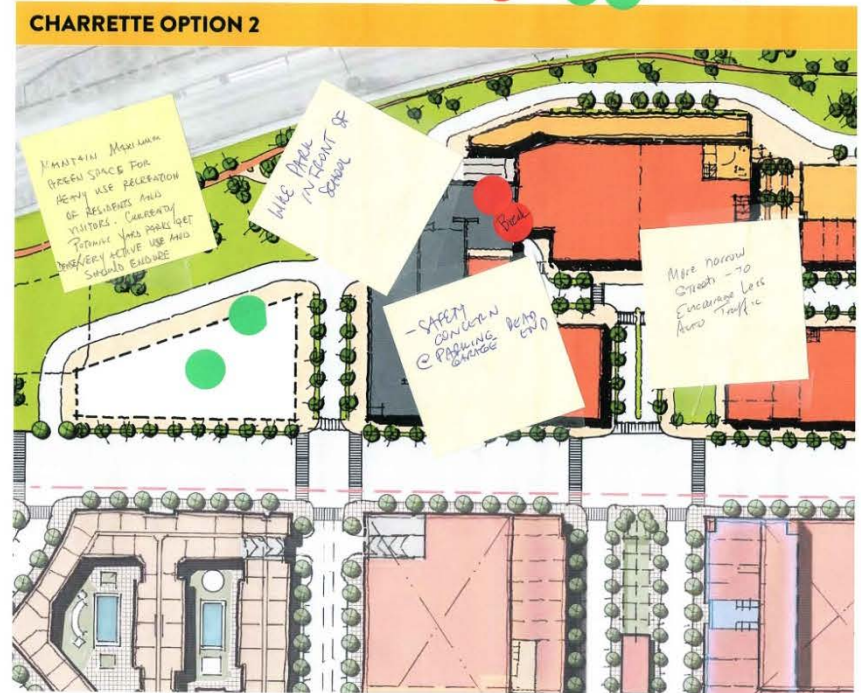 CHARRETTE OPTION 2
MAINTAIN MAXIMUM
GREEN SPACE FOR
HEAVY USE RECREATION
OF RESIDENTS AND
VISITORS. CURRENTLY
POTOMAC YARD PARKS GET
VERY ACTIVE USE AND
SHOULD ENDURE
LIKE PARK
IN FRONT OF
SCHOOL
Break
- SAFETY
CONCERN
@ PARKING DEAD END
GARAGE
More narrow
Streets - to
Encourage Less
Auto Traffic